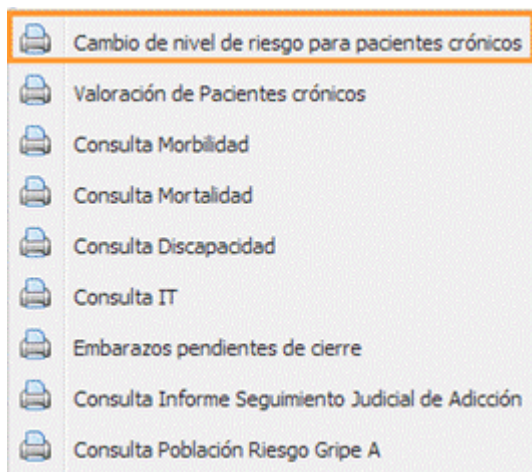 Cambio de nivel de riesgo para pacientes crónicos
Valoración de Pacientes crónicos
Consulta Morbilidad
Consulta Mortalidad
Consulta Discapacidad
Consulta IT
Embarazos pendientes de cierre
Consulta Informe Seguimiento Judicial de Adicción
Consulta Población Riesgo Gripe A